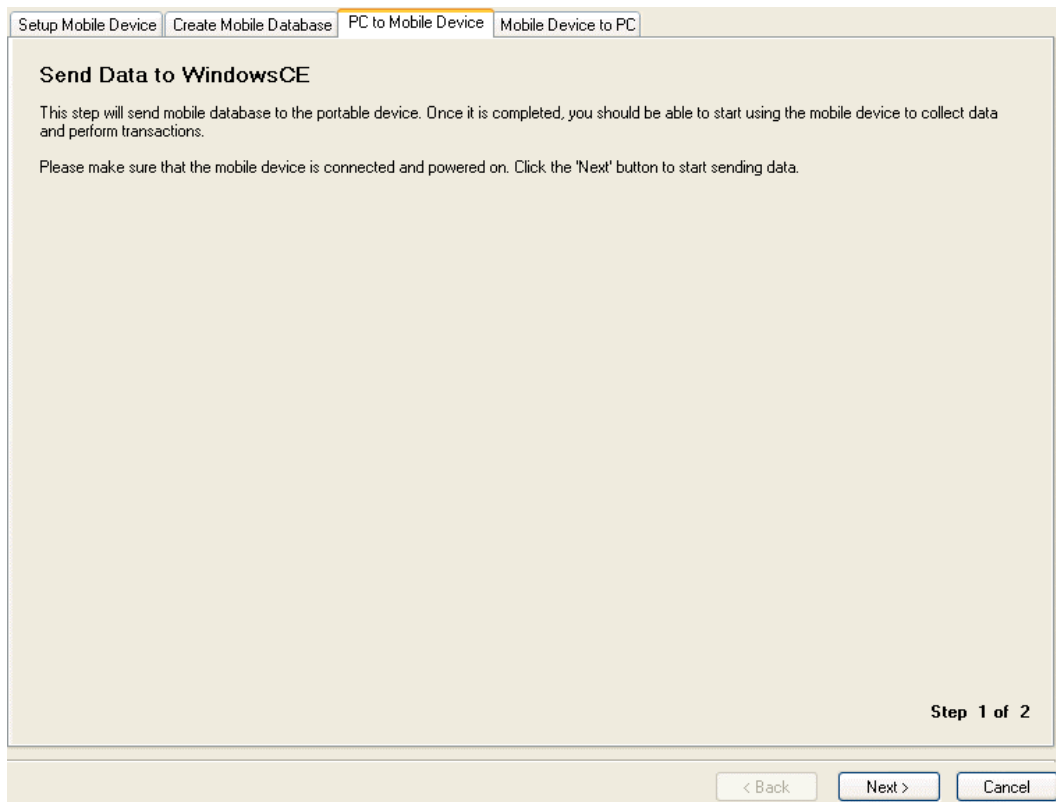 Setup Mobile Device
Create Mobile Database
PC to Mobile Device
Mobile Device to PC
Send Data to WindowsCE
This step will send mobile database to the portable device. Once it is completed, you should be able to start using the mobile device to collect data
and perform transactions.
Please make sure that the mobile device is connected and powered on. Click the 'Next' button to start sending data.
Step 1 of 2
< Back
Next >
Cancel